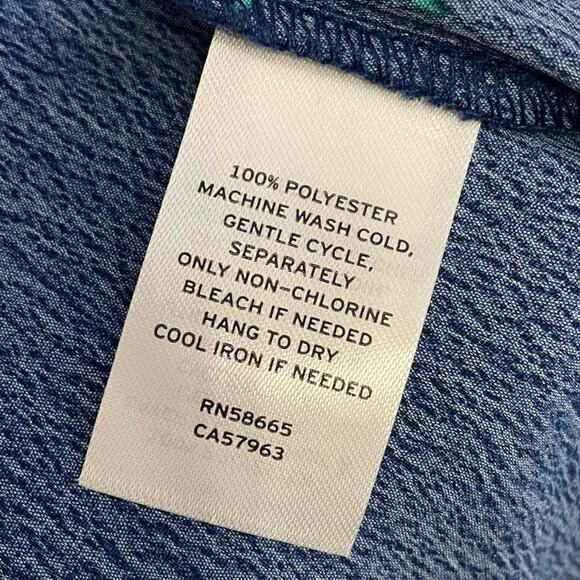 100% POLYESTER
MACHINE WASH COLD,
GENTLE CYCLE,
SEPARATELY
ONLY NON-CHLORINE
BLEACH IF NEEDED
HANG TO DRY
COOL IRON IF NEEDED
RN58665
CA57963